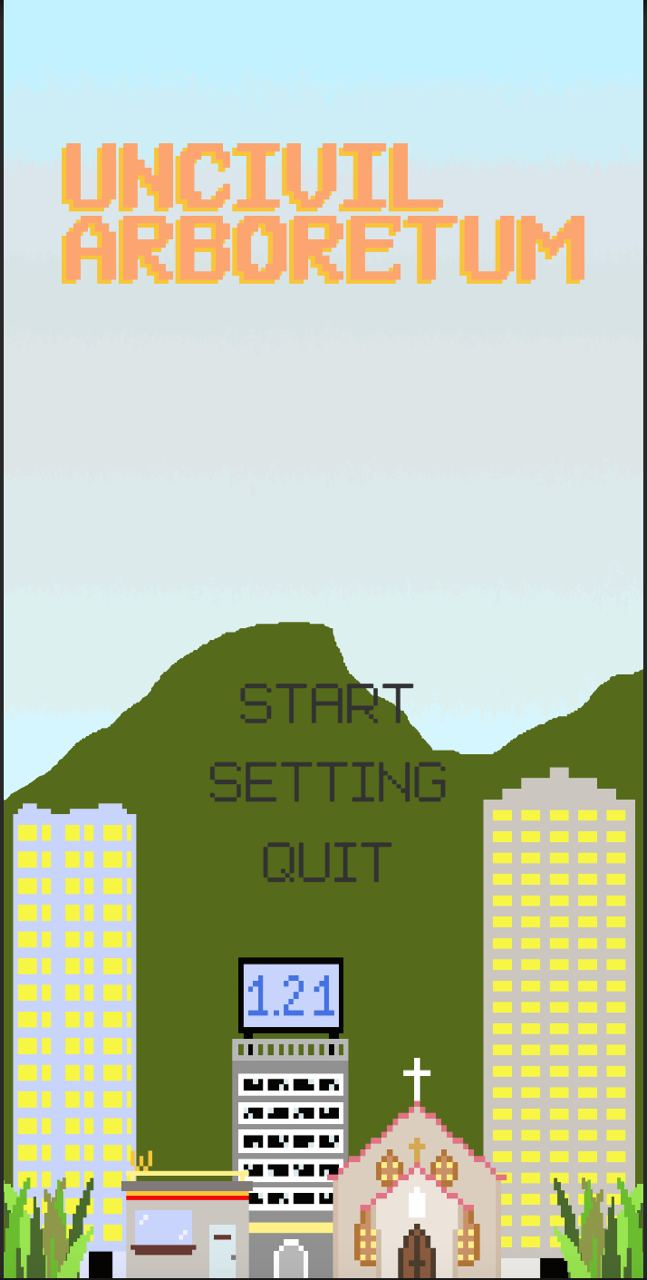 UNCIVIL
ARBORETUM
START
SETTING
QUIT
1.21